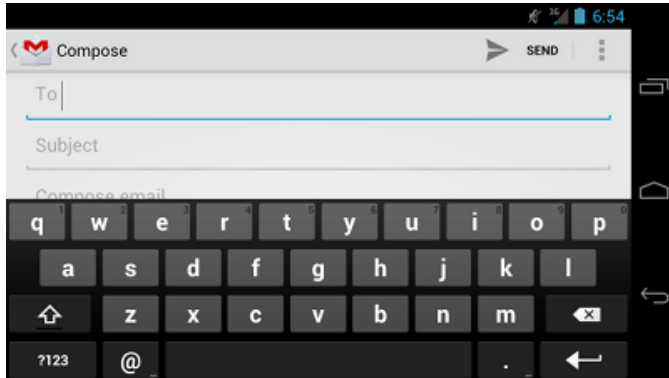 3G 6:54
Compose SEND
To
Subject
Compose email
q 1 w 2 e 3 r 4 t 5 y 6 u 7 i 8 o 9 p 0
a s d f g h j k l
z x c v b n m
?123 @ _ . _